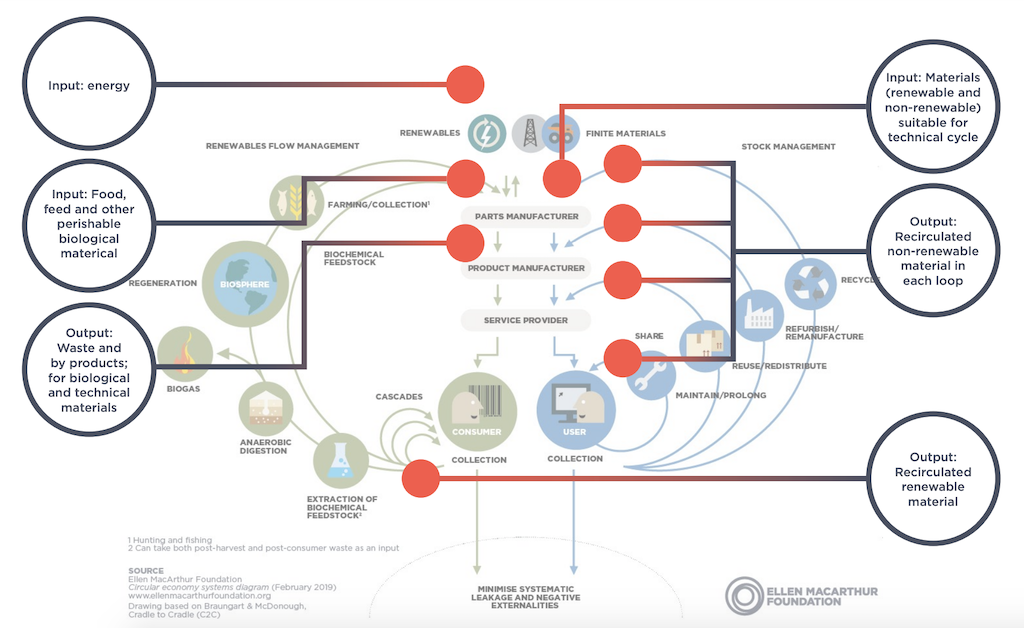 Input: energy
Input: Food,
feed and other
perishable
biological
materical
Output:
Waste and
by products;
for biological
and technical
materials
Input: Materials
(renewable and
non-renewable)
suitable for
technical cycle
Output:
Recirculated
non-renewable
material in
each loop
Output:
Recirculated
renewable
material
RENEWABLES
FINITE MATERIALS
RENEWABLES FLOW MANAGEMENT
STOCK MANAGEMENT
FARMING/COLLECTION¹
PARTS MANUFACTURER
BIOCHEMICAL
FEEDSTOCK
PRODUCT MANUFACTURER
REGENERATION
BIOSPHERE
RECYCLE
SERVICE PROVIDER
SHARE
REFURBISH/
REMANUFACTURE
REUSE/REDISTRIBUTE
MAINTAIN/PROLONG
BIOGAS
CASCADES
CONSUMER
USER
ANAEROBIC
DIGESTION
COLLECTION
COLLECTION
EXTRACTION OF
BIOCHEMICAL
FEEDSTOCK²
1 Hunting and fishing
2 Can take both post-harvest and post-consumer waste as an input
SOURCE
Ellen MacArthur Foundation
Circular economy systems diagram (February 2019)
www.ellenmacarthurfoundation.org
Drawing based on Braungart & McDonough,
Cradle to Cradle (C2C)
MINIMISE SYSTEMATIC
LEAKAGE AND NEGATIVE
EXTERNALITIES
ELLEN MACARTHUR
FOUNDATION